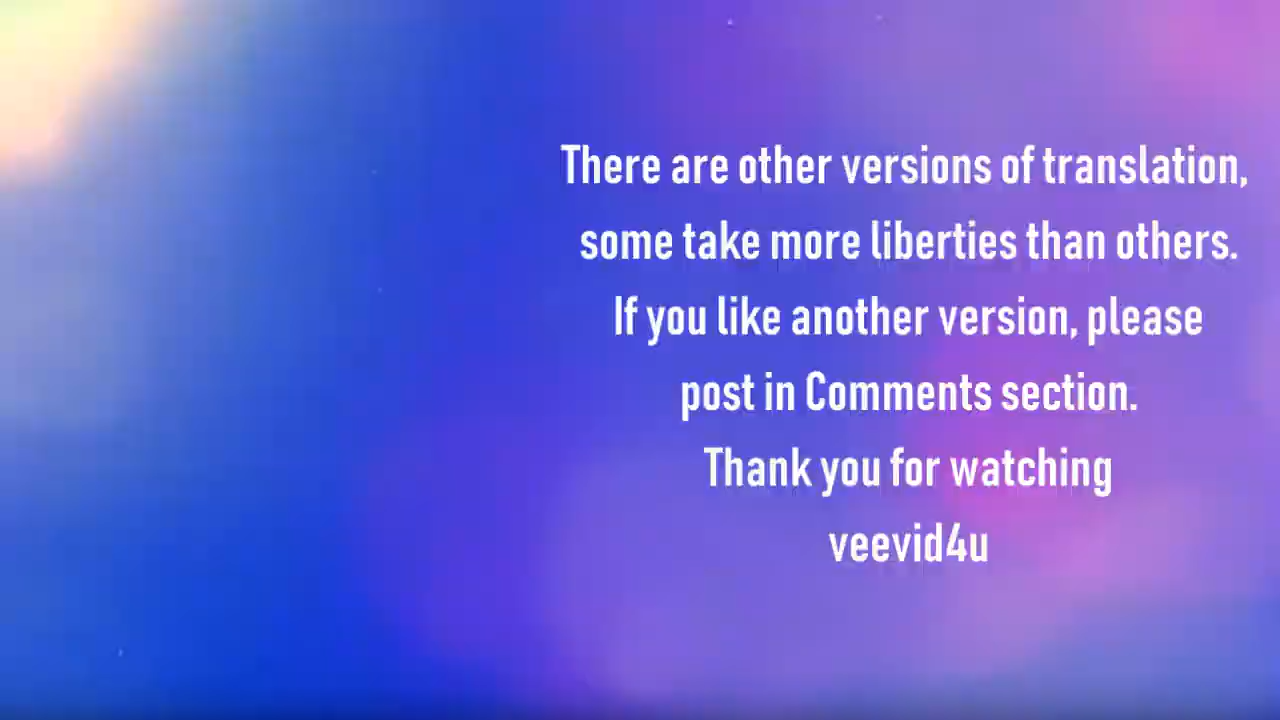 There are other versions of translation,
some take more liberties than others.
If you like another version, please
post in Comments section.
Thank you for watching
veevid4u